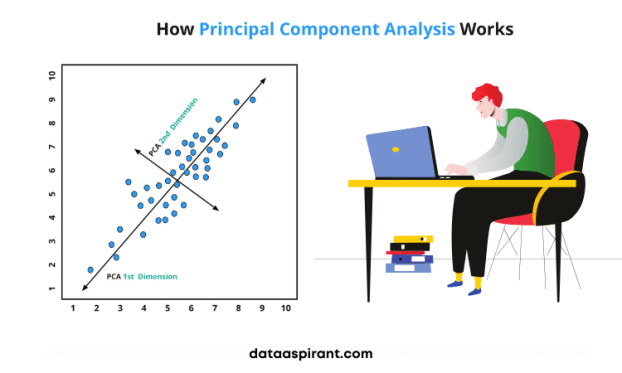 How Principal Component Analysis Works
10
9
8
7
6
5
4
3
2
1
PCA 2nd Dimension
PCA 1st Dimension
1 2 3 4 5 6 7 8 9 10
dataaspirant.com